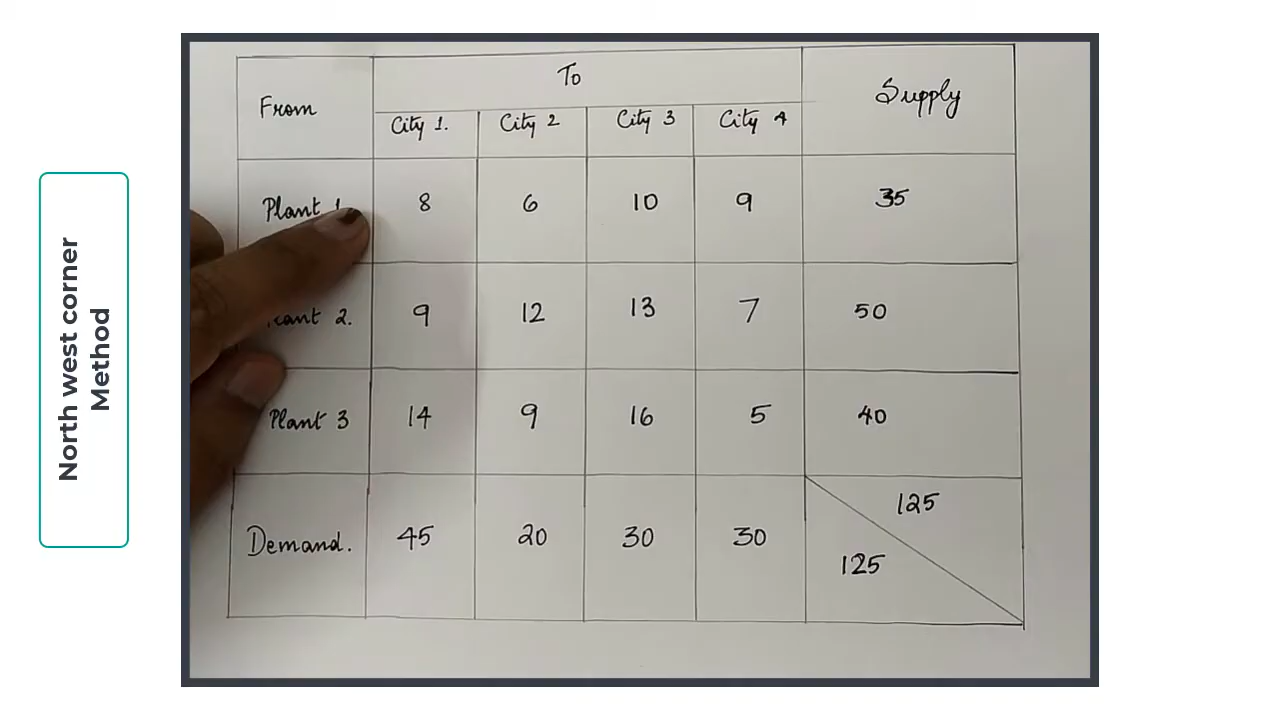 North west corner
Method
From
To
Supply
City 1.
City 2
City 3
City 4
Plant 1
8
6
10
9
35
Plant 2.
9
12
13
7
50
Plant 3
14
9
16
5
40
Demand.
45
20
30
30
125
125